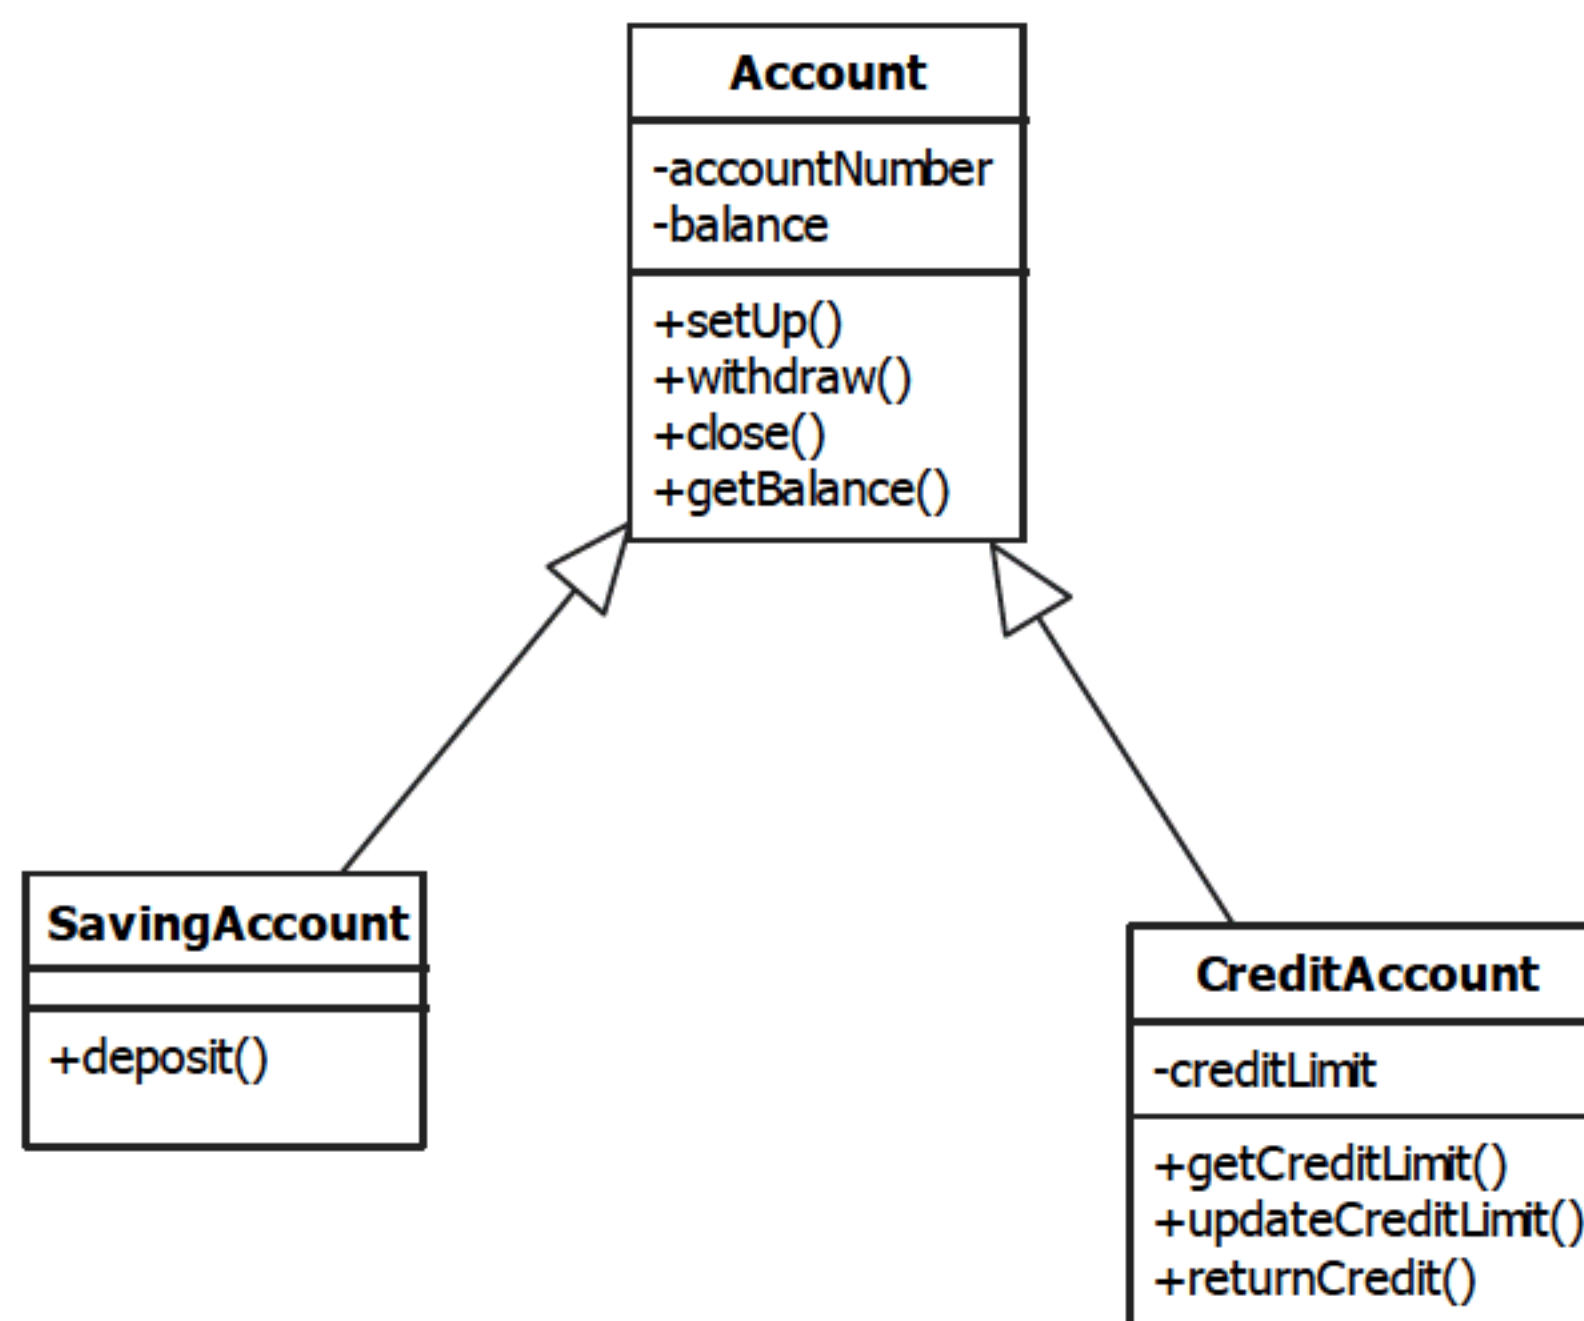 Account
-accountNumber
-balance
+setUp()
+withdraw()
+close()
+getBalance()
SavingAccount
+deposit()
CreditAccount
-creditLimit
+getCreditLimit()
+updateCreditLimit()
+returnCredit()